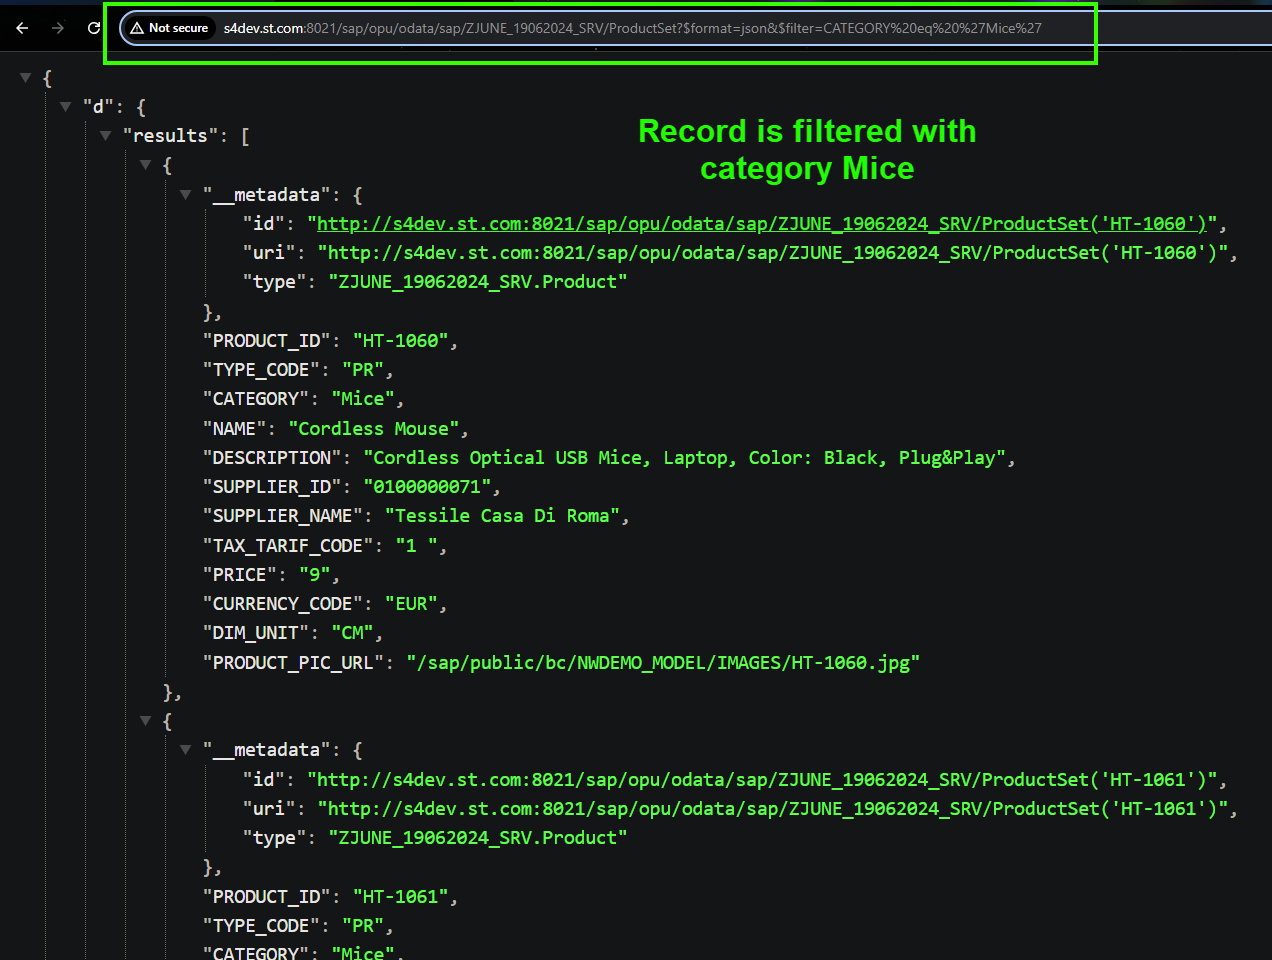 Not secure s4dev.st.com:8021/sap/opu/odata/sap/ZJUNE_19062024_SRV/ProductSet?$format=json&$filter=CATEGORY%20eq%20%27Mice%27
{
"d": {
"results": [
Record is filtered with
category Mice
{
"__metadata": {
"id": "http://s4dev.st.com:8021/sap/opu/odata/sap/ZJUNE_19062024_SRV/ProductSet('HT-1060')",
"uri": "http://s4dev.st.com:8021/sap/opu/odata/sap/ZJUNE_19062024_SRV/ProductSet('HT-1060')",
"type": "ZJUNE_19062024_SRV.Product"
},
"PRODUCT_ID": "HT-1060",
"TYPE_CODE": "PR",
"CATEGORY": "Mice",
"NAME": "Cordless Mouse",
"DESCRIPTION": "Cordless Optical USB Mice, Laptop, Color: Black, Plug&Play",
"SUPPLIER_ID": "0100000071",
"SUPPLIER_NAME": "Tessile Casa Di Roma",
"TAX_TARIF_CODE": "1 ",
"PRICE": "9",
"CURRENCY_CODE": "EUR",
"DIM_UNIT": "CM",
"PRODUCT_PIC_URL": "/sap/public/bc/NWDEMO_MODEL/IMAGES/HT-1060.jpg"
},
{
"__metadata": {
"id": "http://s4dev.st.com:8021/sap/opu/odata/sap/ZJUNE_19062024_SRV/ProductSet('HT-1061')",
"uri": "http://s4dev.st.com:8021/sap/opu/odata/sap/ZJUNE_19062024_SRV/ProductSet('HT-1061')",
"type": "ZJUNE_19062024_SRV.Product"
},
"PRODUCT_ID": "HT-1061",
"TYPE_CODE": "PR",
"CATEGORY": "Mice",